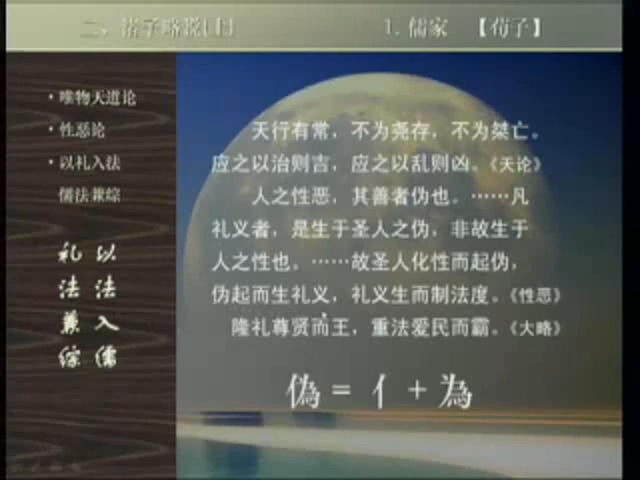 二，诸子略说(上)
1. 儒家 【荀子】
·唯物天道论
·性恶论
·以礼入法
儒法兼综
天行有常，不为尧存，不为桀亡。
应之以治则吉，应之以乱则凶。《天论》
人之性恶，其善者伪也。……凡
礼义者，是生于圣人之伪，非故生于
人之性也。……故圣人化性而起伪，
伪起而生礼义，礼义生而制法度。《性恶》
隆礼尊贤而王，重法爱民而霸。《大略》
以法入儒
礼法兼综
偽 = 亻 + 為